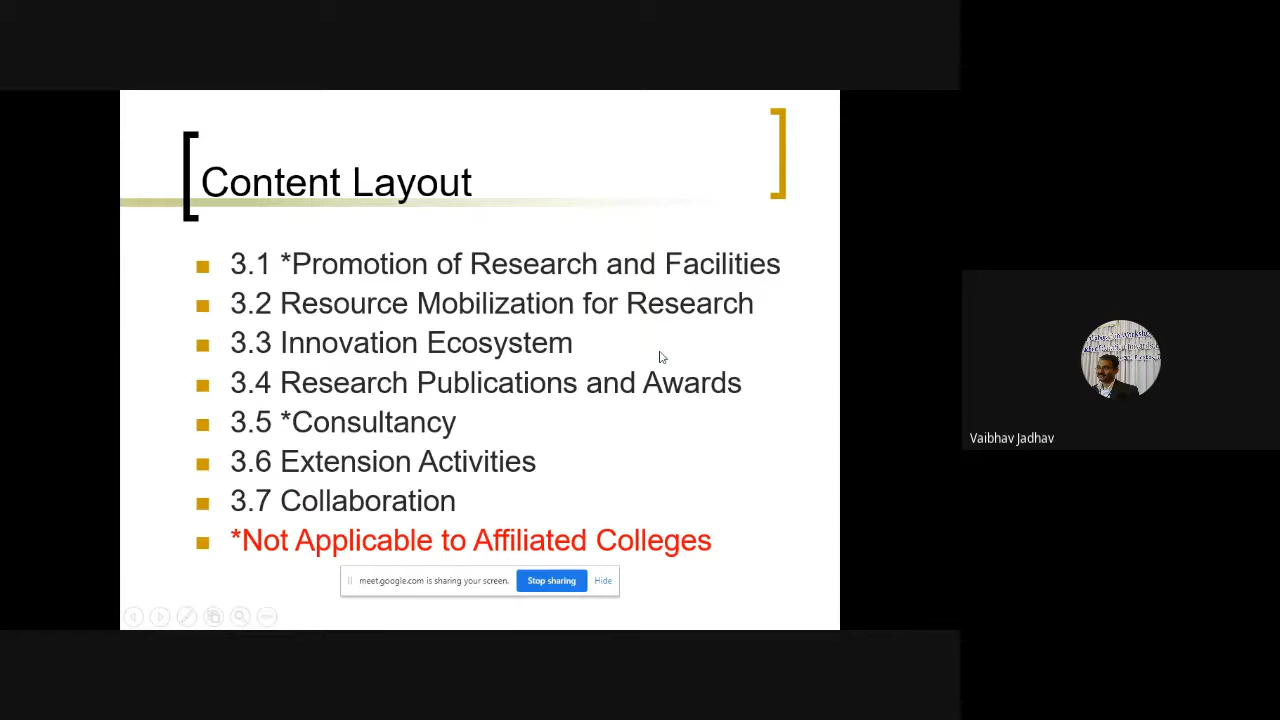 Content Layout
3.1 *Promotion of Research and Facilities
3.2 Resource Mobilization for Research
3.3 Innovation Ecosystem
3.4 Research Publications and Awards
3.5 *Consultancy
3.6 Extension Activities
3.7 Collaboration
*Not Applicable to Affiliated Colleges
meet.google.com is sharing your screen. Stop sharing Hide
Vaibhav Jadhav